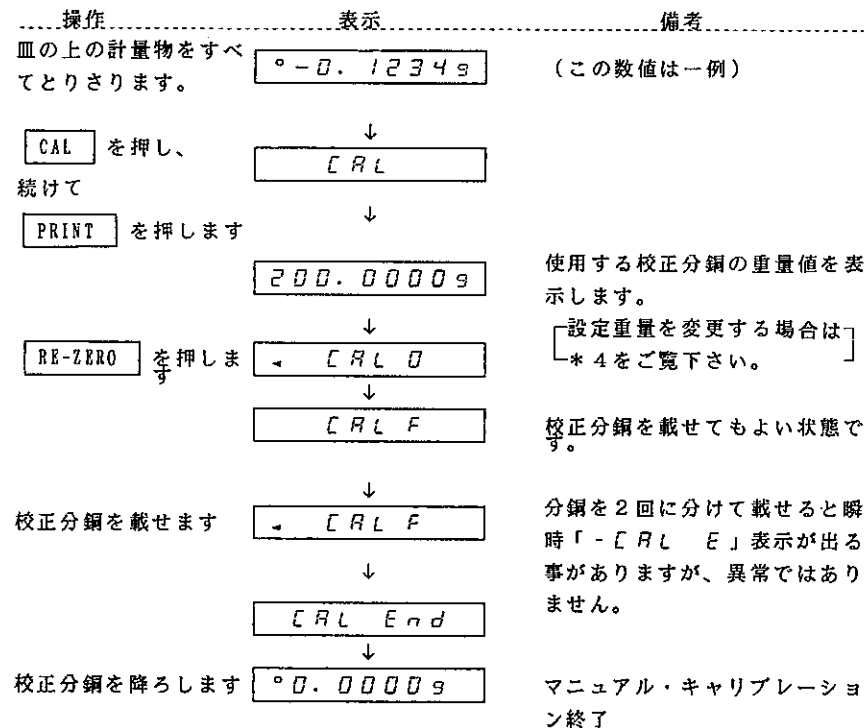 操作 表示 備考
皿の上の計量物をすべ
てとりさります。
°-0.1234g (この数値は一例)
↓
CAL を押し、
CAL
続けて
↓
PRINT を押します
200.0000g
使用する校正分銅の重量値を表
示します。
↓
設定重量を変更する場合は
*4をご覧下さい。
RE-ZERO を押しま
す
CAL 0
↓
CAL F
校正分銅を載せてもよい状態で
す。
↓
校正分銅を載せます
CAL F
分銅を2回に分けて載せると瞬
時「-CAL E」表示が出る
事がありますが、異常ではあり
ません。
↓
CAL End
↓
校正分銅を降ろします °0.0000g
マニュアル・キャリブレーショ
ン終了